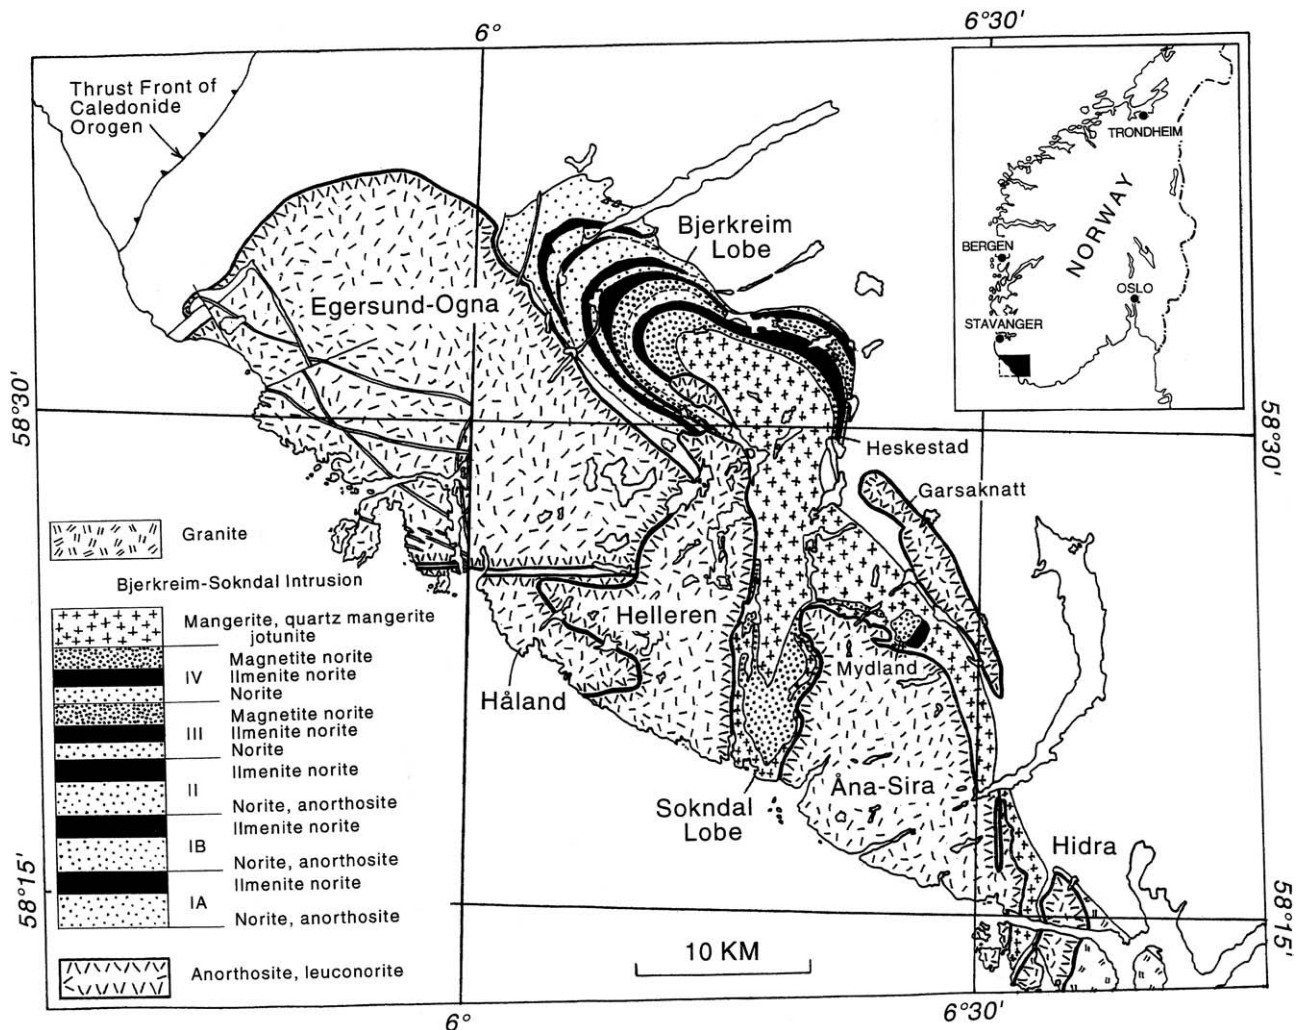 6°
6°30'
Thrust Front of
Caledonide
Orogen
TRONDHEIM
NORWAY
BERGEN
OSLO
STAVANGER
Bjerkreim
Lobe
Egersund-Ogna
58°30'
58°30'
Heskestad
Garsaknatt
Granite
Bjerkreim-Sokndal Intrusion
Mangerite, quartz mangerite
jotunite
Magnetite norite
IV Ilmenite norite
Norite
Magnetite norite
III Ilmenite norite
Norite
Ilmenite norite
II
Norite, anorthosite
Ilmenite norite
IB
Norite, anorthosite
Ilmenite norite
IA
Norite, anorthosite
Anorthosite, leuconorite
Helleren
Håland
Mydland
Sokndal
Lobe
Åna-Sira
Hidra
58°15'
58°15'
10 KM
6°
6°30'